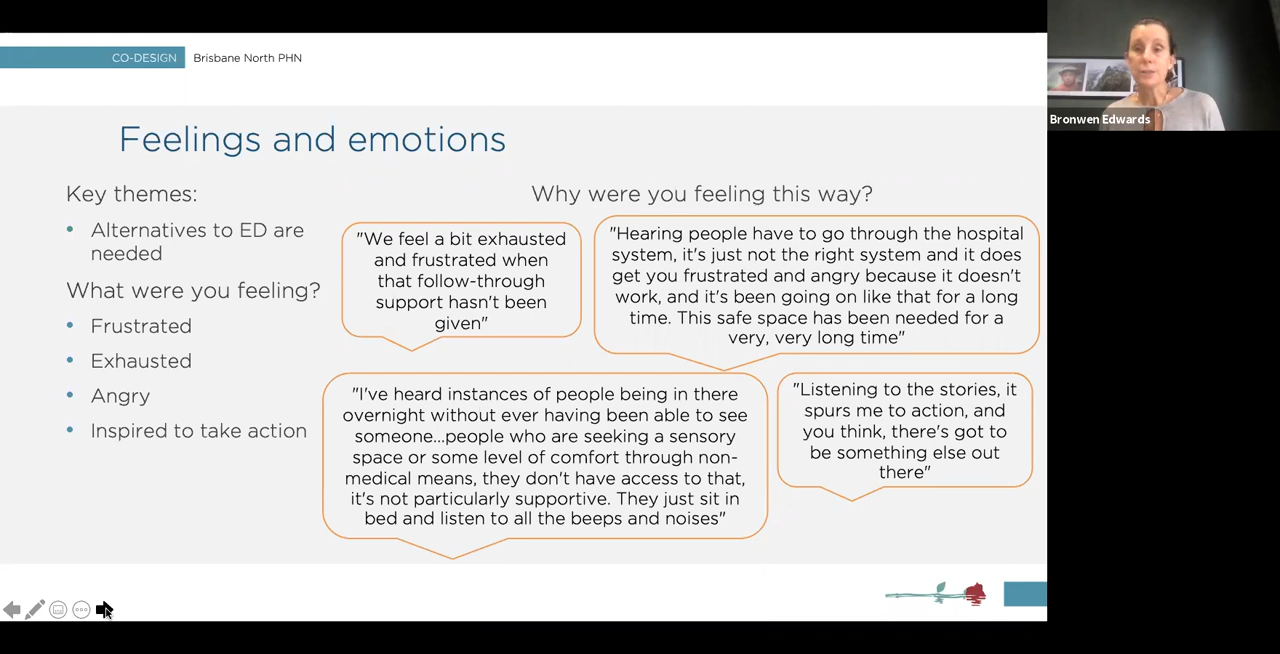 CO-DESIGN Brisbane North PHN
Bronwen Edwards
Feelings and emotions
Key themes:
• Alternatives to ED are
needed
What were you feeling?
• Frustrated
• Exhausted
• Angry
• Inspired to take action
Why were you feeling this way?
"We feel a bit exhausted
and frustrated when
that follow-through
support hasn't been
given"
"Hearing people have to go through the hospital
system, it's just not the right system and it does
get you frustrated and angry because it doesn't
work, and it's been going on like that for a long
time. This safe space has been needed for a
very, very long time"
"I've heard instances of people being in there
overnight without ever having been able to see
someone...people who are seeking a sensory
space or some level of comfort through non-
medical means, they don't have access to that,
it's not particularly supportive. They just sit in
bed and listen to all the beeps and noises"
"Listening to the stories, it
spurs me to action, and
you think, there's got to
be something else out
there"